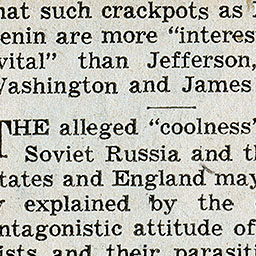 hat such crackpots as
enin are more "interes
vital" than Jefferson,
Washington and James
THE alleged "coolness"
Soviet Russia and th
tates and England may
explained by the
ntagonistic attitude of
ists and their parasiti